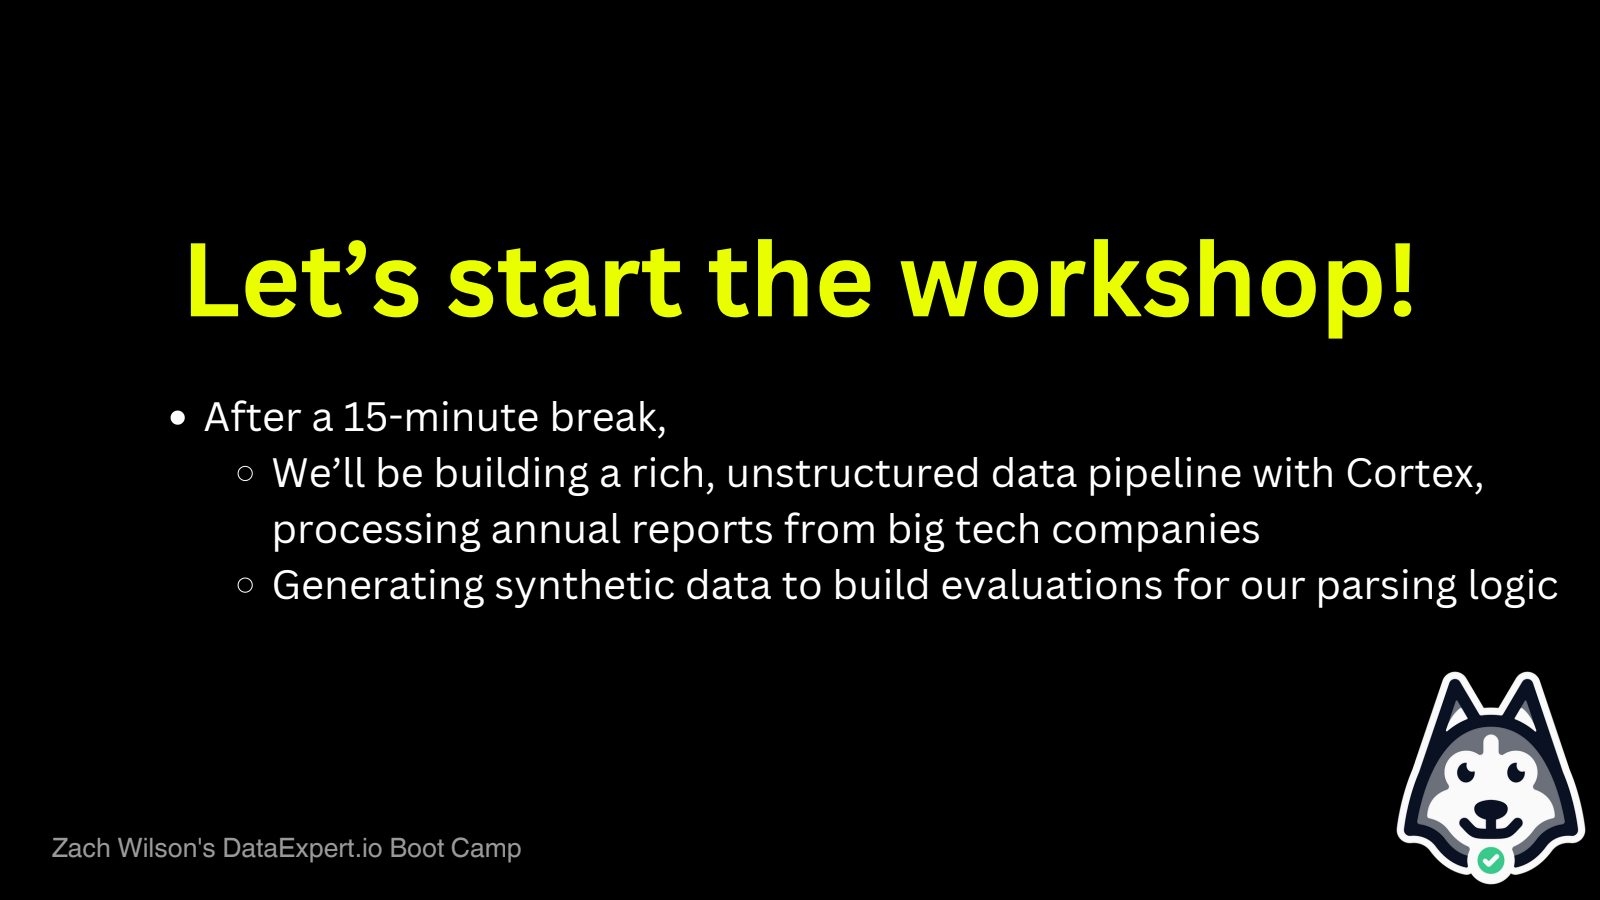 Let’s start the workshop!
After a 15-minute break,
We’ll be building a rich, unstructured data pipeline with Cortex,
processing annual reports from big tech companies
Generating synthetic data to build evaluations for our parsing logic
Zach Wilson's DataExpert.io Boot Camp